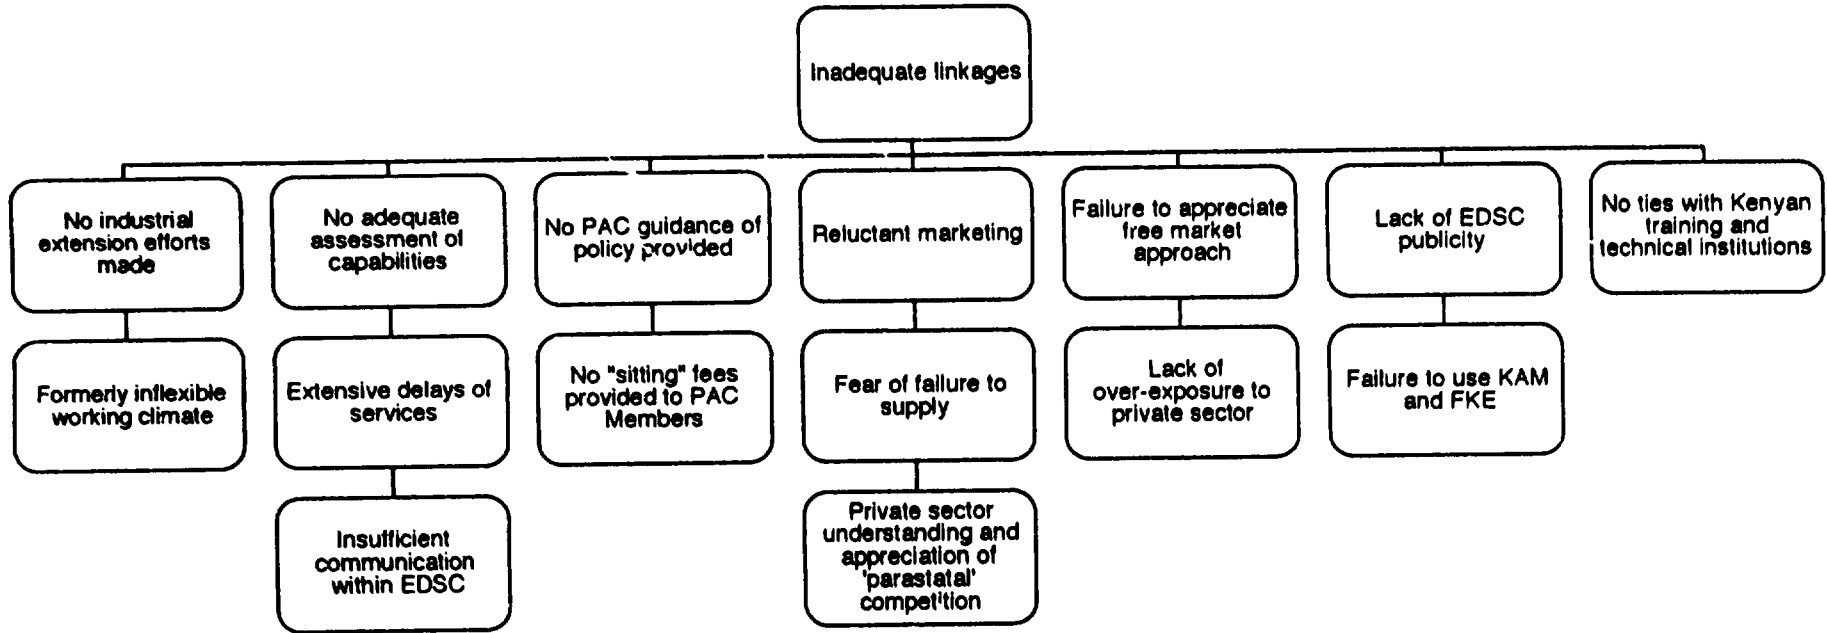 Inadequate linkages
No industrial
extension efforts
made
No adequate
assessment of
capabilities
No PAC guidance of
policy provided
Reluctant marketing
Failure to appreciate
free market
approach
Lack of EDSC
publicity
No ties with Kenyan
training and
technical institutions
Formerly inflexible
working climate
Extensive delays of
services
No "sitting" fees
provided to PAC
Members
Fear of failure to
supply
Lack of
over-exposure to
private sector
Failure to use KAM
and FKE
Insufficient
communication
within EDSC
Private sector
understanding and
appreciation of
'parastatal'
competition